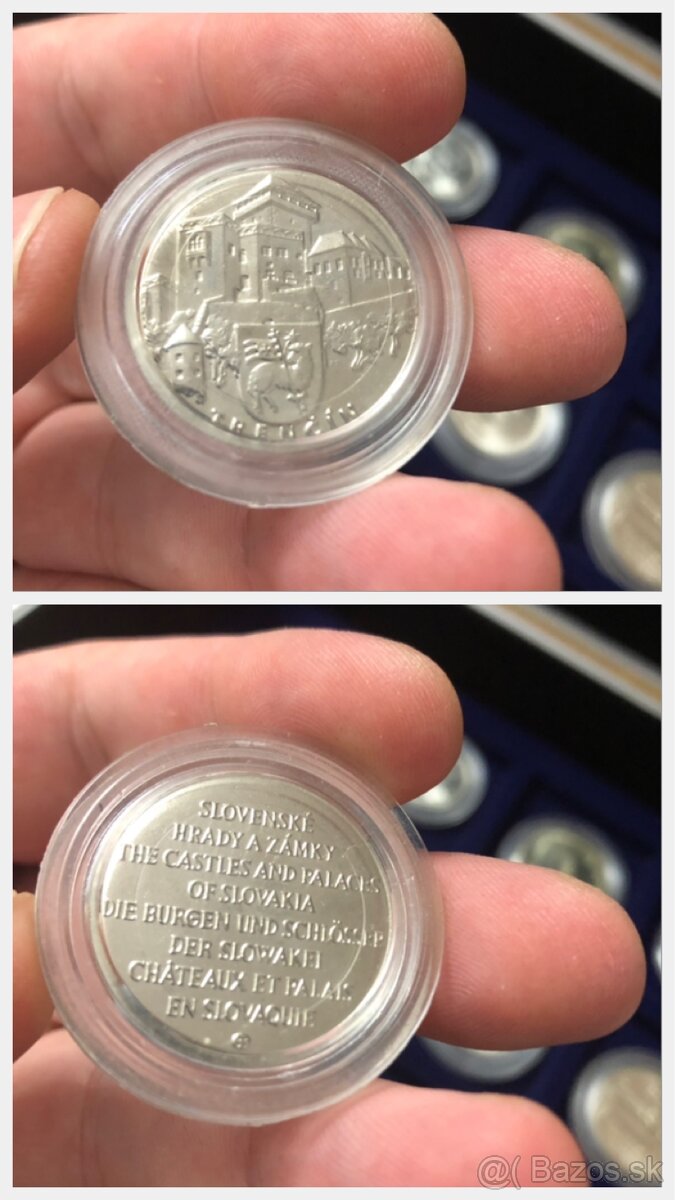 TRENČÍN
SLOVENSKÉ
HRADY A ZÁMKY
THE CASTLES AND PALACES
OF SLOVAKIA
DIE BURGEN UND SCHLÖSSER
DER SLOWAKEI
CHÂTEAUX ET PALAIS
EN SLOVAQUIE
@( Bazos.sk